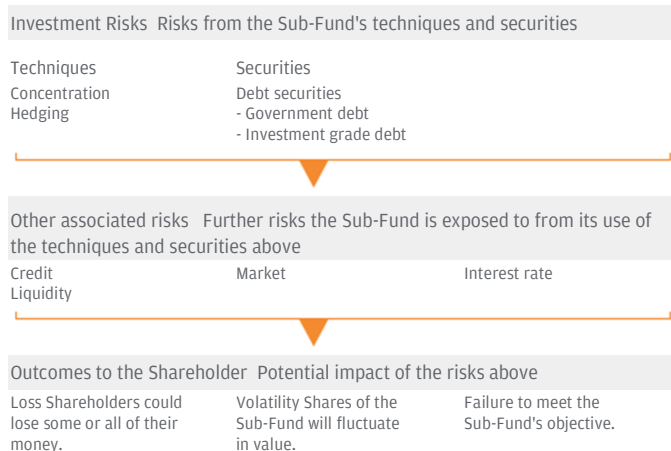 Investment Risks Risks from the Sub-Fund's techniques and securities
Techniques
Concentration
Hedging
Securities
Debt securities
- Government debt
- Investment grade debt
Other associated risks Further risks the Sub-Fund is exposed to from its use of
the techniques and securities above
Credit
Liquidity
Market
Interest rate
Outcomes to the Shareholder Potential impact of the risks above
Loss Shareholders could
lose some or all of their
money.
Volatility Shares of the
Sub-Fund will fluctuate
in value.
Failure to meet the
Sub-Fund's objective.